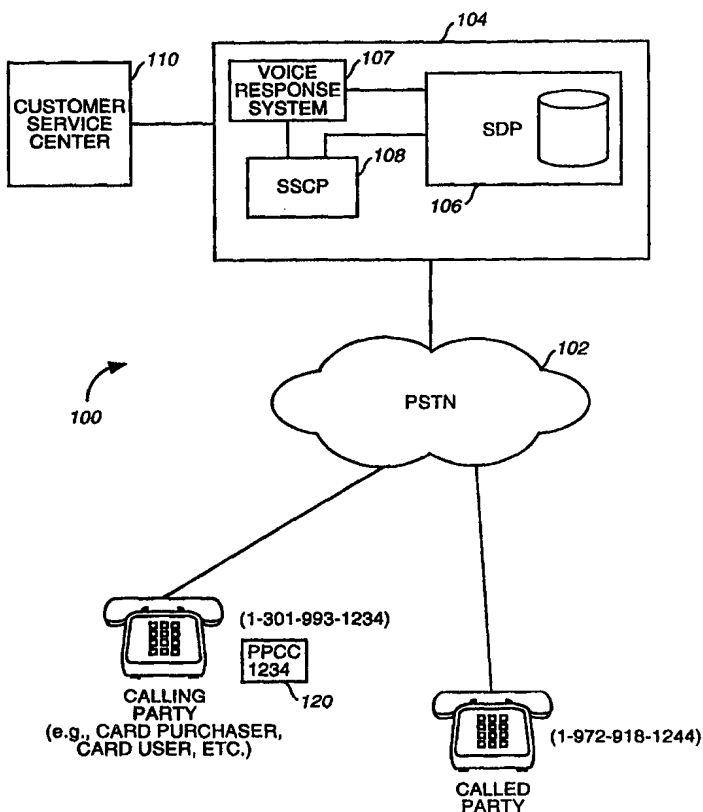 104
110
CUSTOMER
SERVICE
CENTER
VOICE
RESPONSE
SYSTEM
107
SDP
SSCP
108
106
102
PSTN
100
(1-301-993-1234)
PPCC
1234
120
CALLING
PARTY
(e.g., CARD PURCHASER,
CARD USER, ETC.)
(1-972-918-1244)
CALLED
PARTY